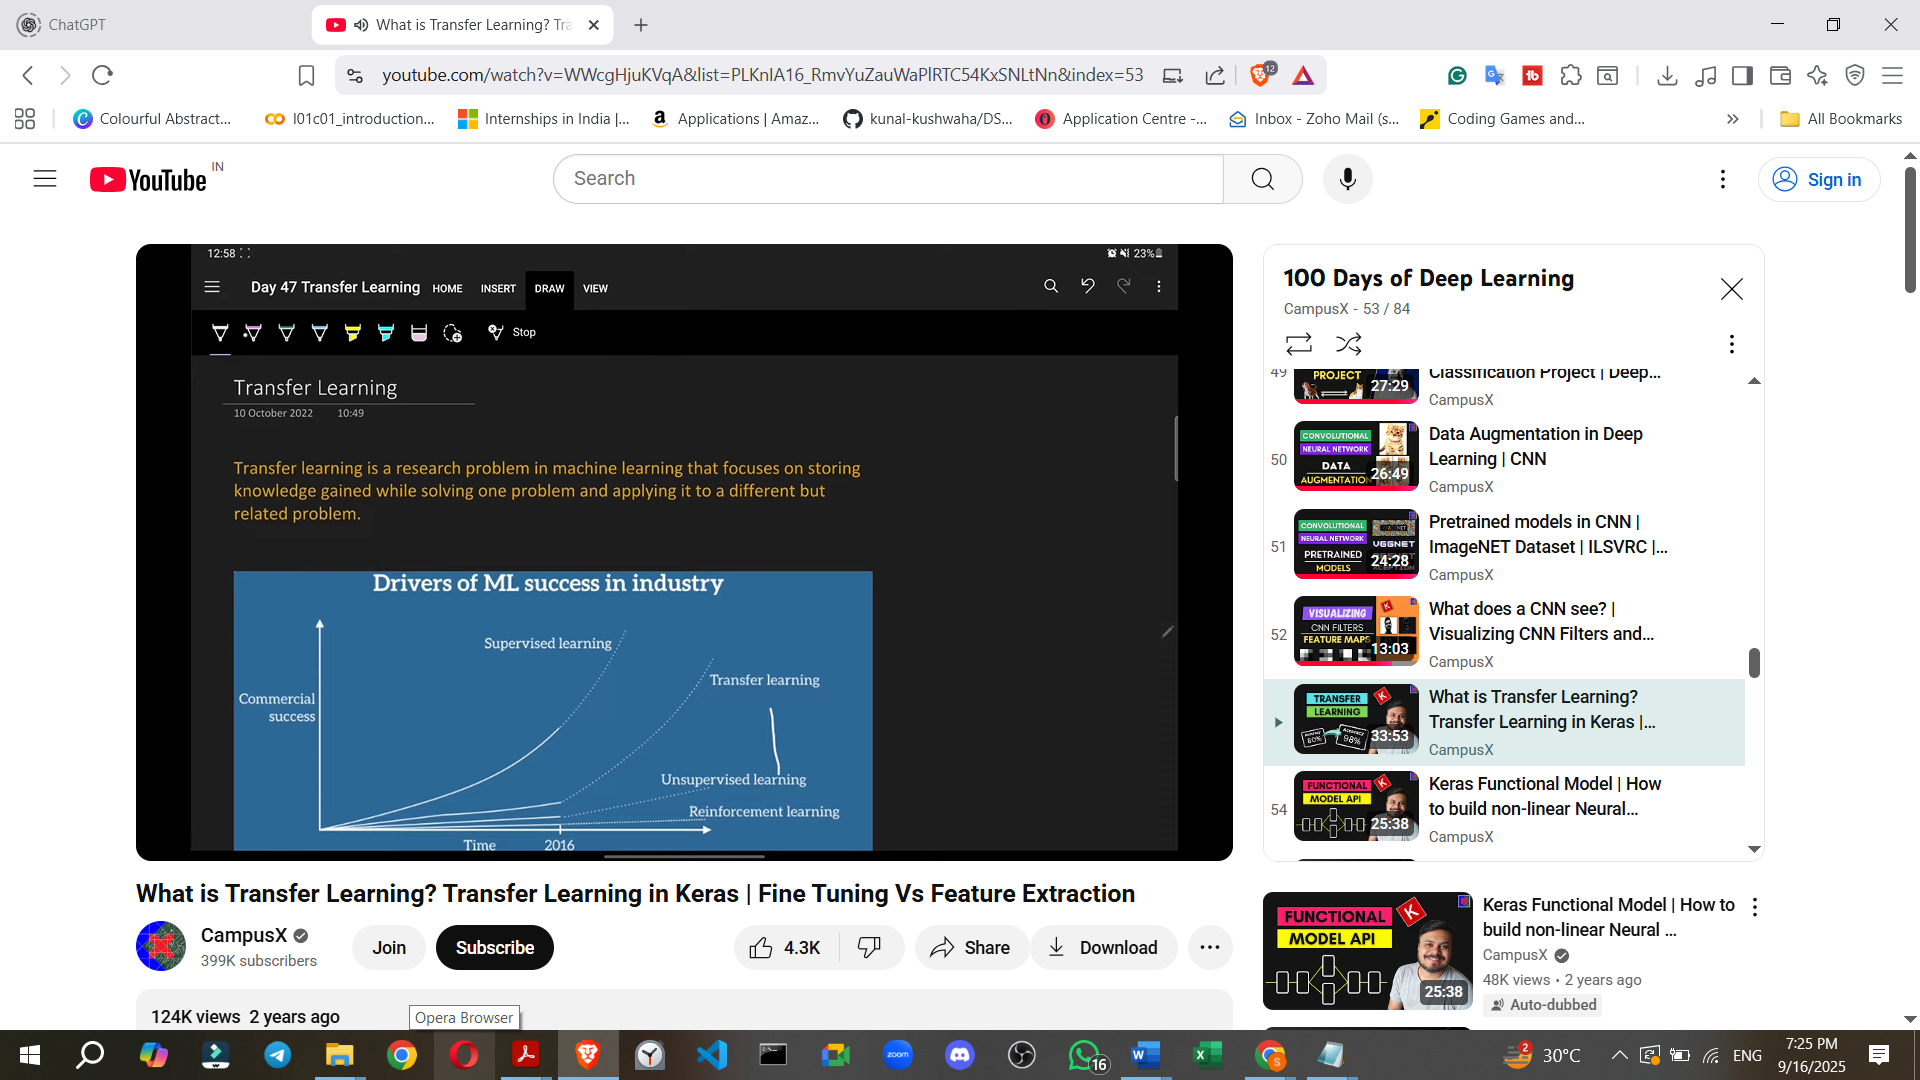 ChatGPT
What is Transfer Learning? Tra
youtube.com/watch?v=WWcgHjuKVqA&list=PLKnIA16_RmvYuZauWaPlRTC54KxSNLtNn&index=53
12
Colourful Abstract...
l01c01_introduction...
Internships in India |...
Applications | Amaz...
kunal-kushwaha/DS...
Application Centre -...
Inbox - Zoho Mail (s...
Coding Games and...
All Bookmarks
YouTube IN
Search
Sign in
12:58
23%
Day 47 Transfer Learning
HOME
INSERT
DRAW
VIEW
Stop
Transfer Learning
10 October 2022 10:49
Transfer learning is a research problem in machine learning that focuses on storing
knowledge gained while solving one problem and applying it to a different but
related problem.
Drivers of ML success in industry
Supervised learning
Transfer learning
Commercial
success
Unsupervised learning
Reinforcement learning
Time
2016
What is Transfer Learning? Transfer Learning in Keras | Fine Tuning Vs Feature Extraction
CampusX
399K subscribers
Join
Subscribe
4.3K
Share
Download
124K views 2 years ago
Opera Browser
100 Days of Deep Learning
CampusX - 53 / 84
49
PROJECT
27:29
Classification Project | Deep...
CampusX
50
CONVOLUTIONAL
NEURAL NETWORK
DATA
AUGMENTATION
26:49
Data Augmentation in Deep
Learning | CNN
CampusX
51
CONVOLUTIONAL
NEURAL NETWORK
PRETRAINED
MODELS
VGGNET
24:28
Pretrained models in CNN |
ImageNET Dataset | ILSVRC |...
CampusX
52
VISUALIZING
CNN FILTERS
FEATURE MAPS
13:03
What does a CNN see? |
Visualizing CNN Filters and...
CampusX
TRANSFER
LEARNING
K
80%
98%
33:53
What is Transfer Learning?
Transfer Learning in Keras |...
CampusX
54
FUNCTIONAL
MODEL API
K
25:38
Keras Functional Model | How
to build non-linear Neural...
CampusX
FUNCTIONAL
MODEL API
K
25:38
Keras Functional Model | How to
build non-linear Neural ...
CampusX
48K views • 2 years ago
Auto-dubbed
zoom
16
2
30°C
ENG
7:25 PM
9/16/2025